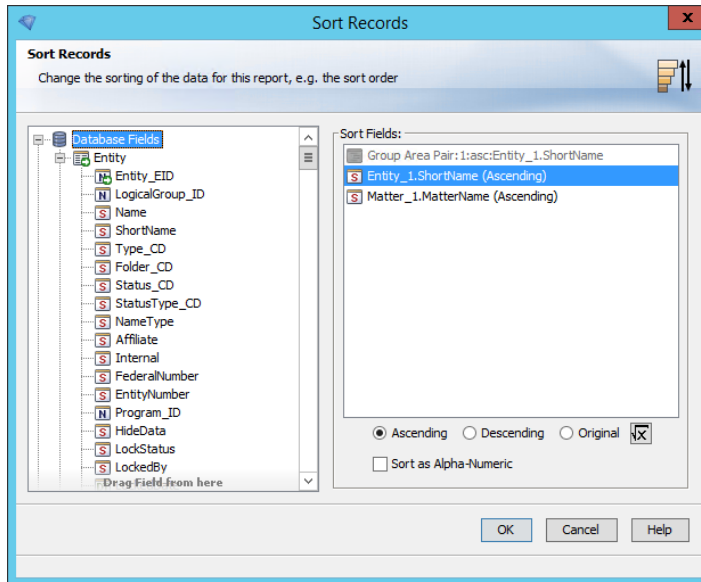 Sort Records
x
Sort Records
Change the sorting of the data for this report, e.g. the sort order
Database Fields
Entity
N Entity_EID
N LogicalGroup_ID
S Name
S ShortName
S Type_CD
S Folder_CD
S Status_CD
S StatusType_CD
S NameType
S Affiliate
S Internal
S FederalNumber
S EntityNumber
N Program_ID
S HideData
S LockStatus
S LockedBy
Drag Field from here
Sort Fields:
Group Area Pair:1:asc:Entity_1.ShortName
S Entity_1.ShortName (Ascending)
S Matter_1.MatterName (Ascending)
Ascending Descending Original √x
Sort as Alpha-Numeric
OK Cancel Help